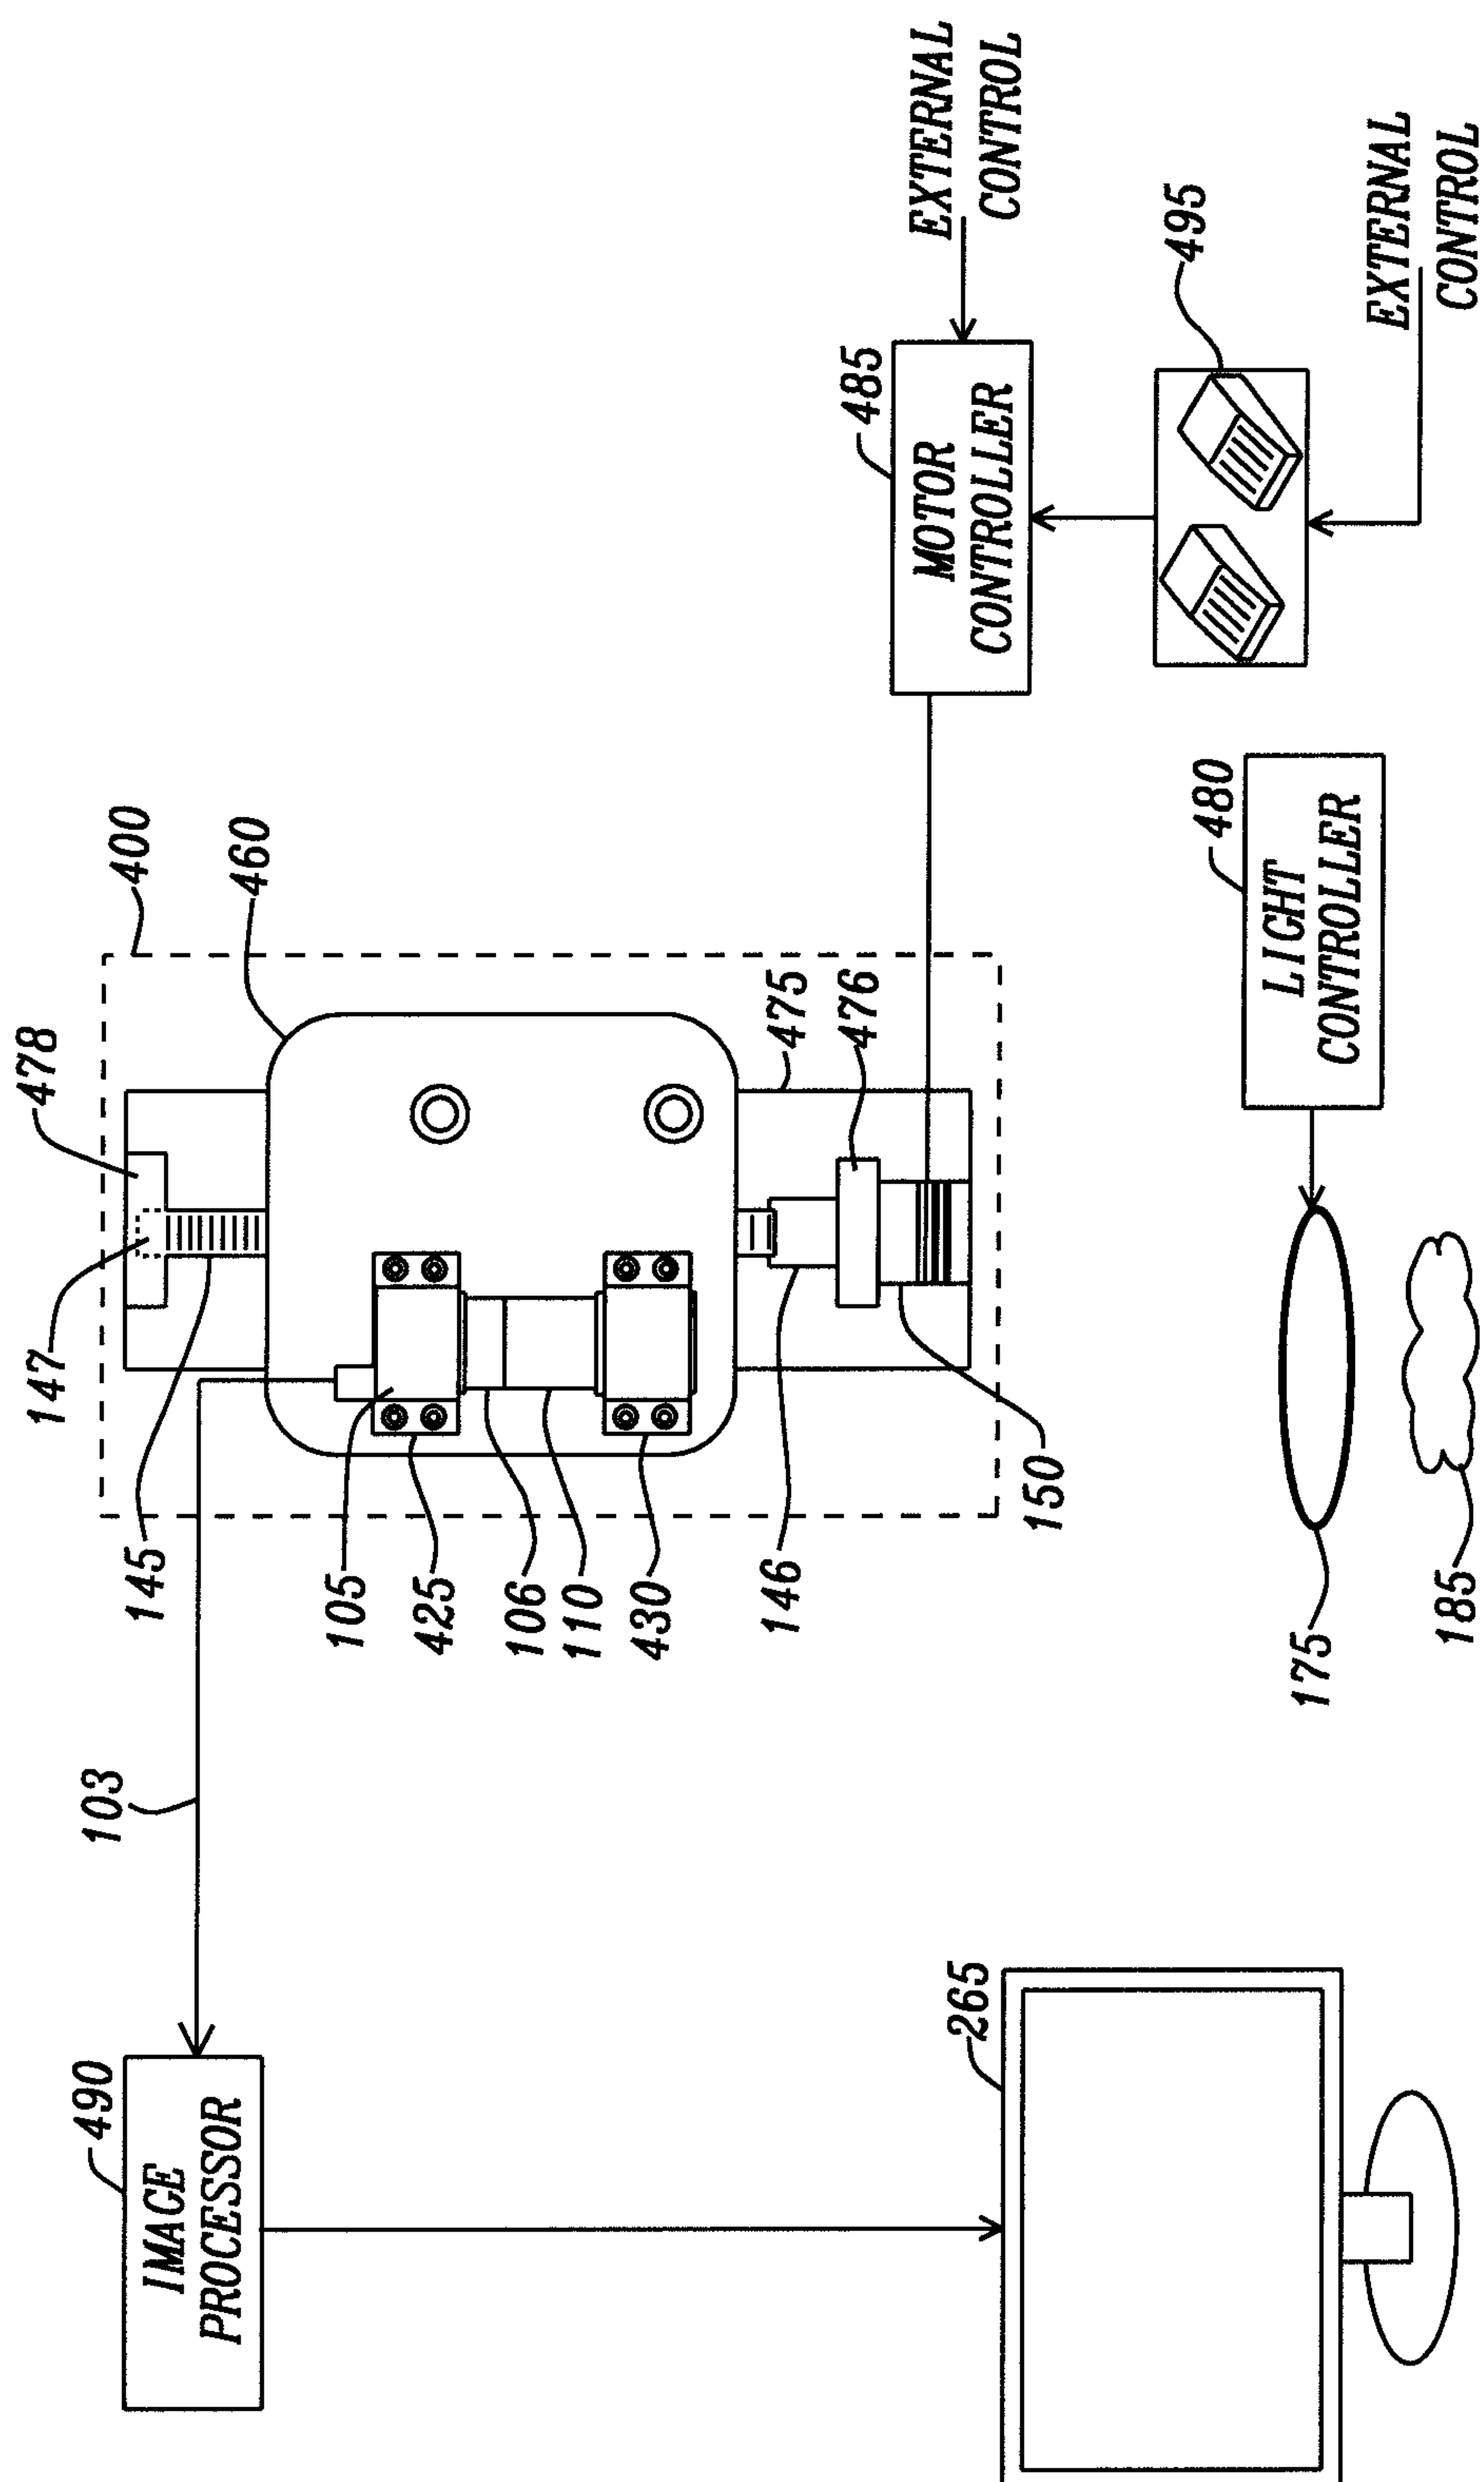 147
478
490
103
400
145
IMAGE
PROCESSOR
460
105
425
106
110
430
146
475
476
485
MOTOR
CONTROLLER
EXTERNAL
CONTROL
265
150
495
480
LIGHT
CONTROLLER
175
EXTERNAL
CONTROL
185